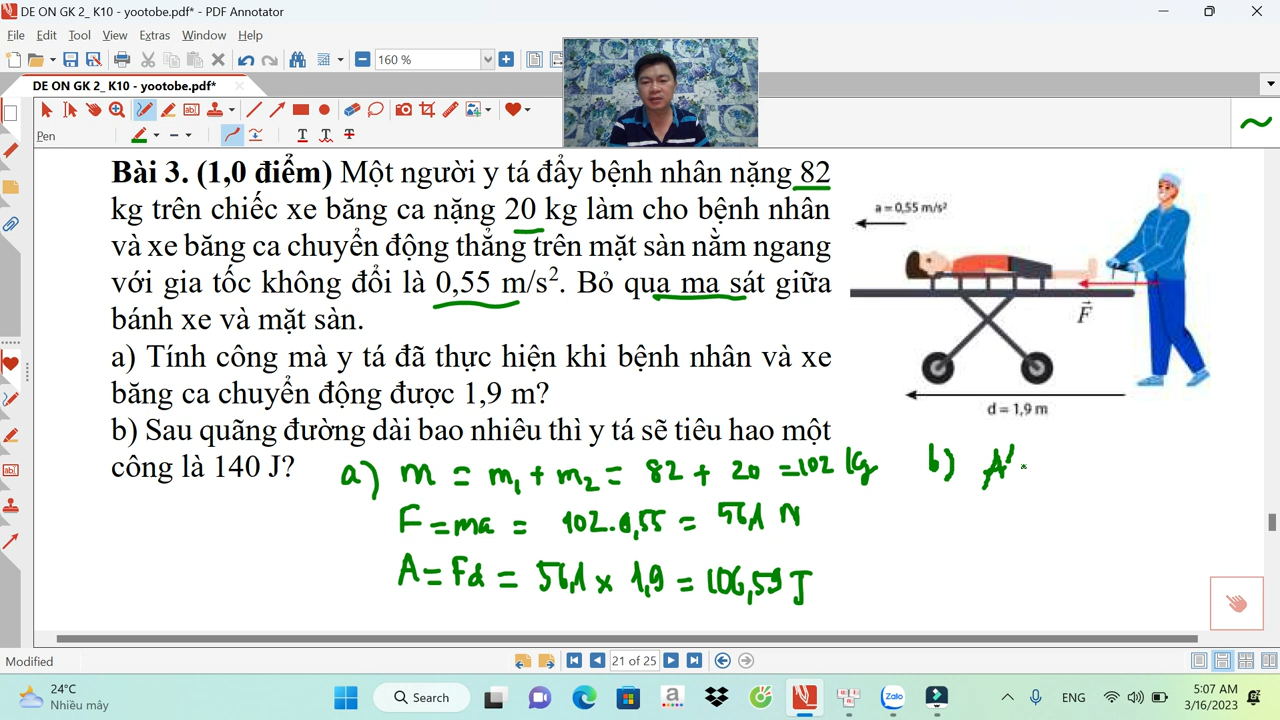 DE ON GK 2_ K10 - yootobe.pdf* - PDF Annotator
File Edit Tool View Extras Window Help
160 %
DE ON GK 2_ K10 - yootobe.pdf*
Pen
Bài 3. (1,0 điểm) Một người y tá đẩy bệnh nhân nặng 82
kg trên chiếc xe băng ca nặng 20 kg làm cho bệnh nhân
và xe băng ca chuyển động thẳng trên mặt sàn nằm ngang
với gia tốc không đổi là 0,55 m/s². Bỏ qua ma sát giữa
bánh xe và mặt sàn.
a) Tính công mà y tá đã thực hiện khi bệnh nhân và xe
băng ca chuyển động được 1,9 m?
b) Sau quãng đường dài bao nhiêu thì y tá sẽ tiêu hao một
công là 140 J?
a = 0,55 m/s²
F
d = 1,9 m
a) m = m₁ + m₂ = 82 + 20 = 102 kg
F = ma = 102.0,55 = 56,1 N
A = Fd = 56,1 x 1,9 = 106,59 J
b) A'
21 of 25
Modified
24°C
Nhiều mây
Search
a
Zalo
ENG
5:07 AM
3/16/2023